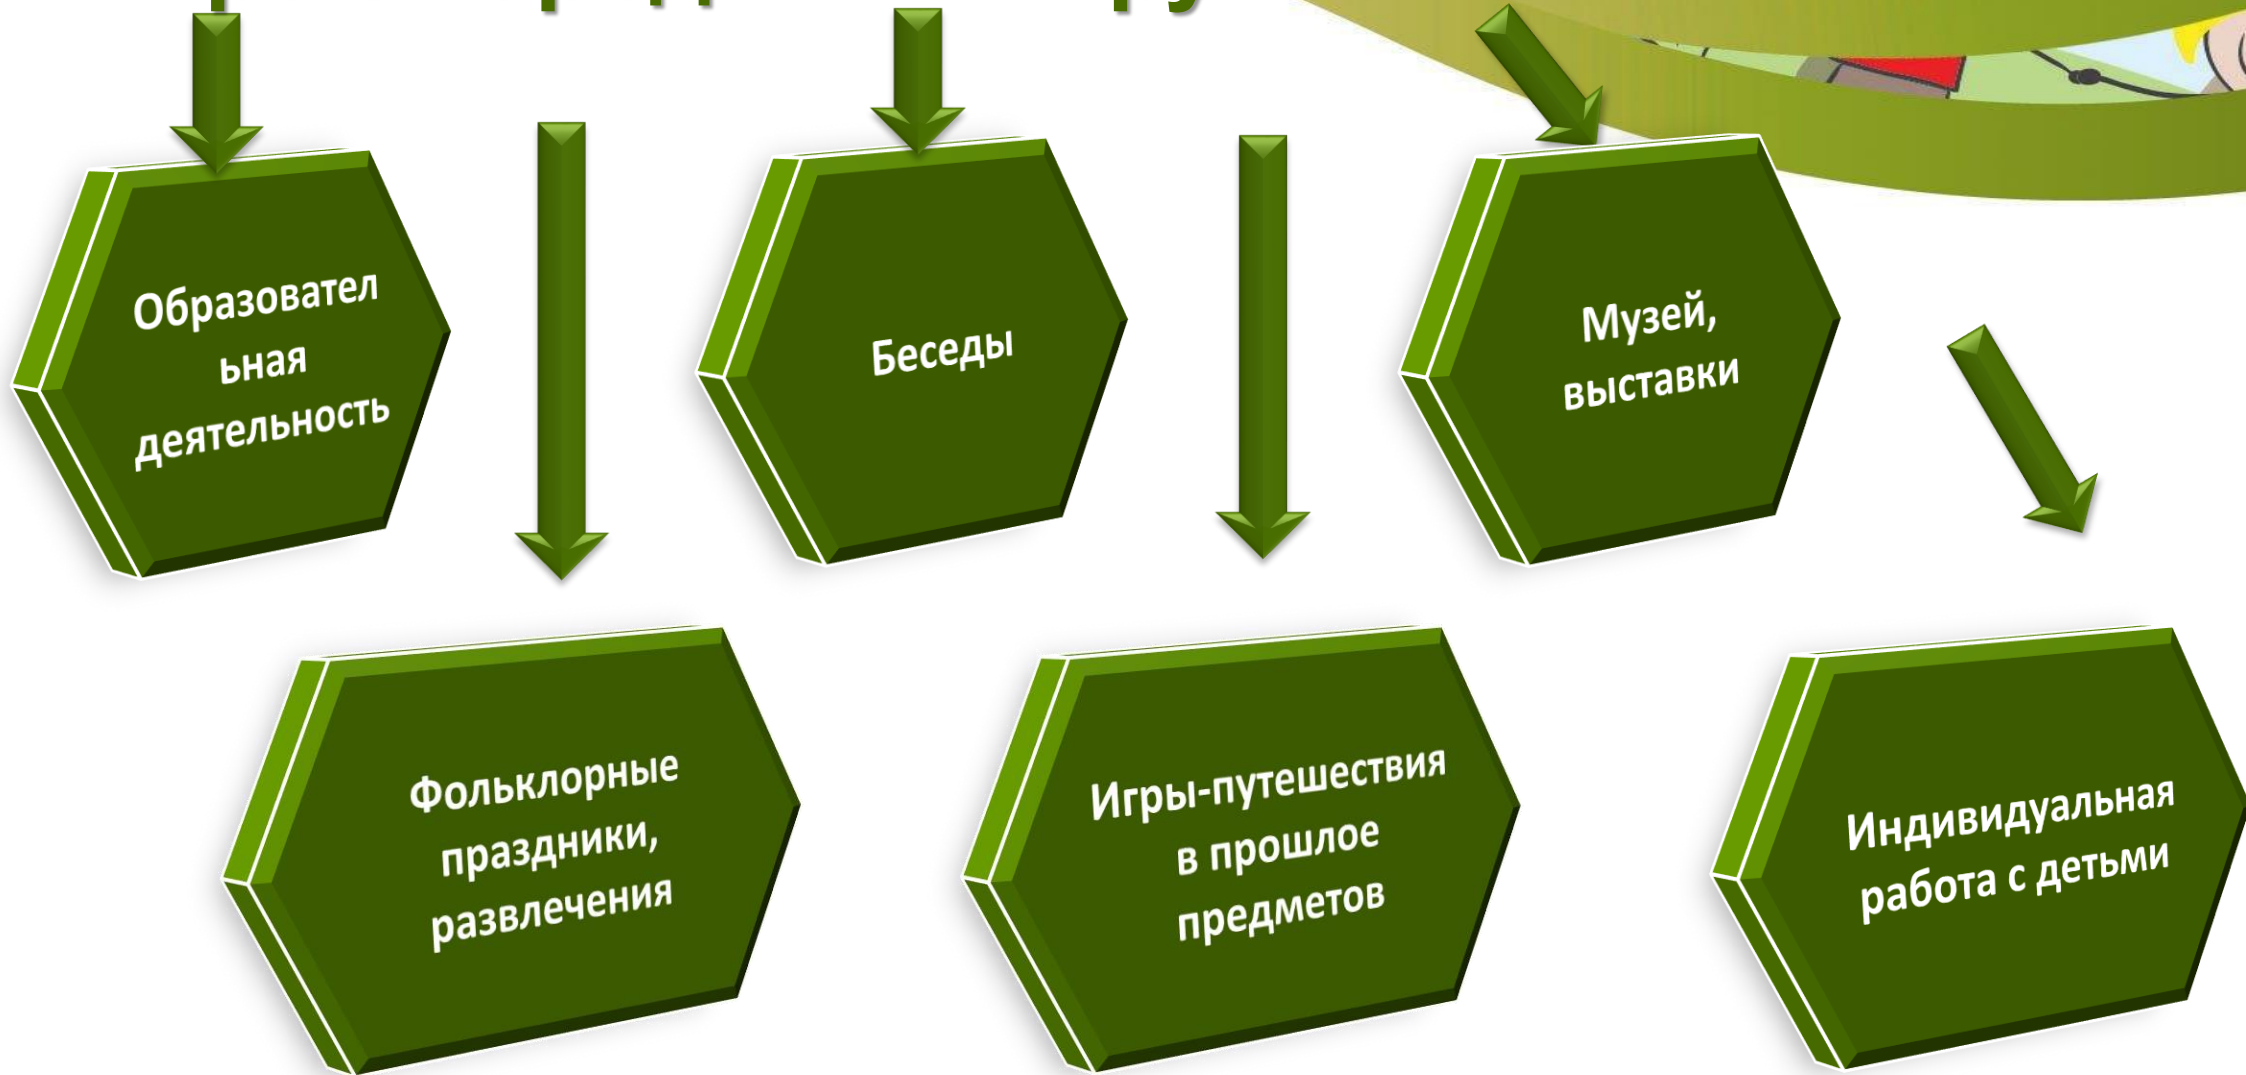 Образовател
ьная
деятельность
Беседы
Музей,
выставки
Фольклорные
праздники,
развлечения
Игры-путешествия
в прошлое
предметов
Индивидуальная
работа с детьми